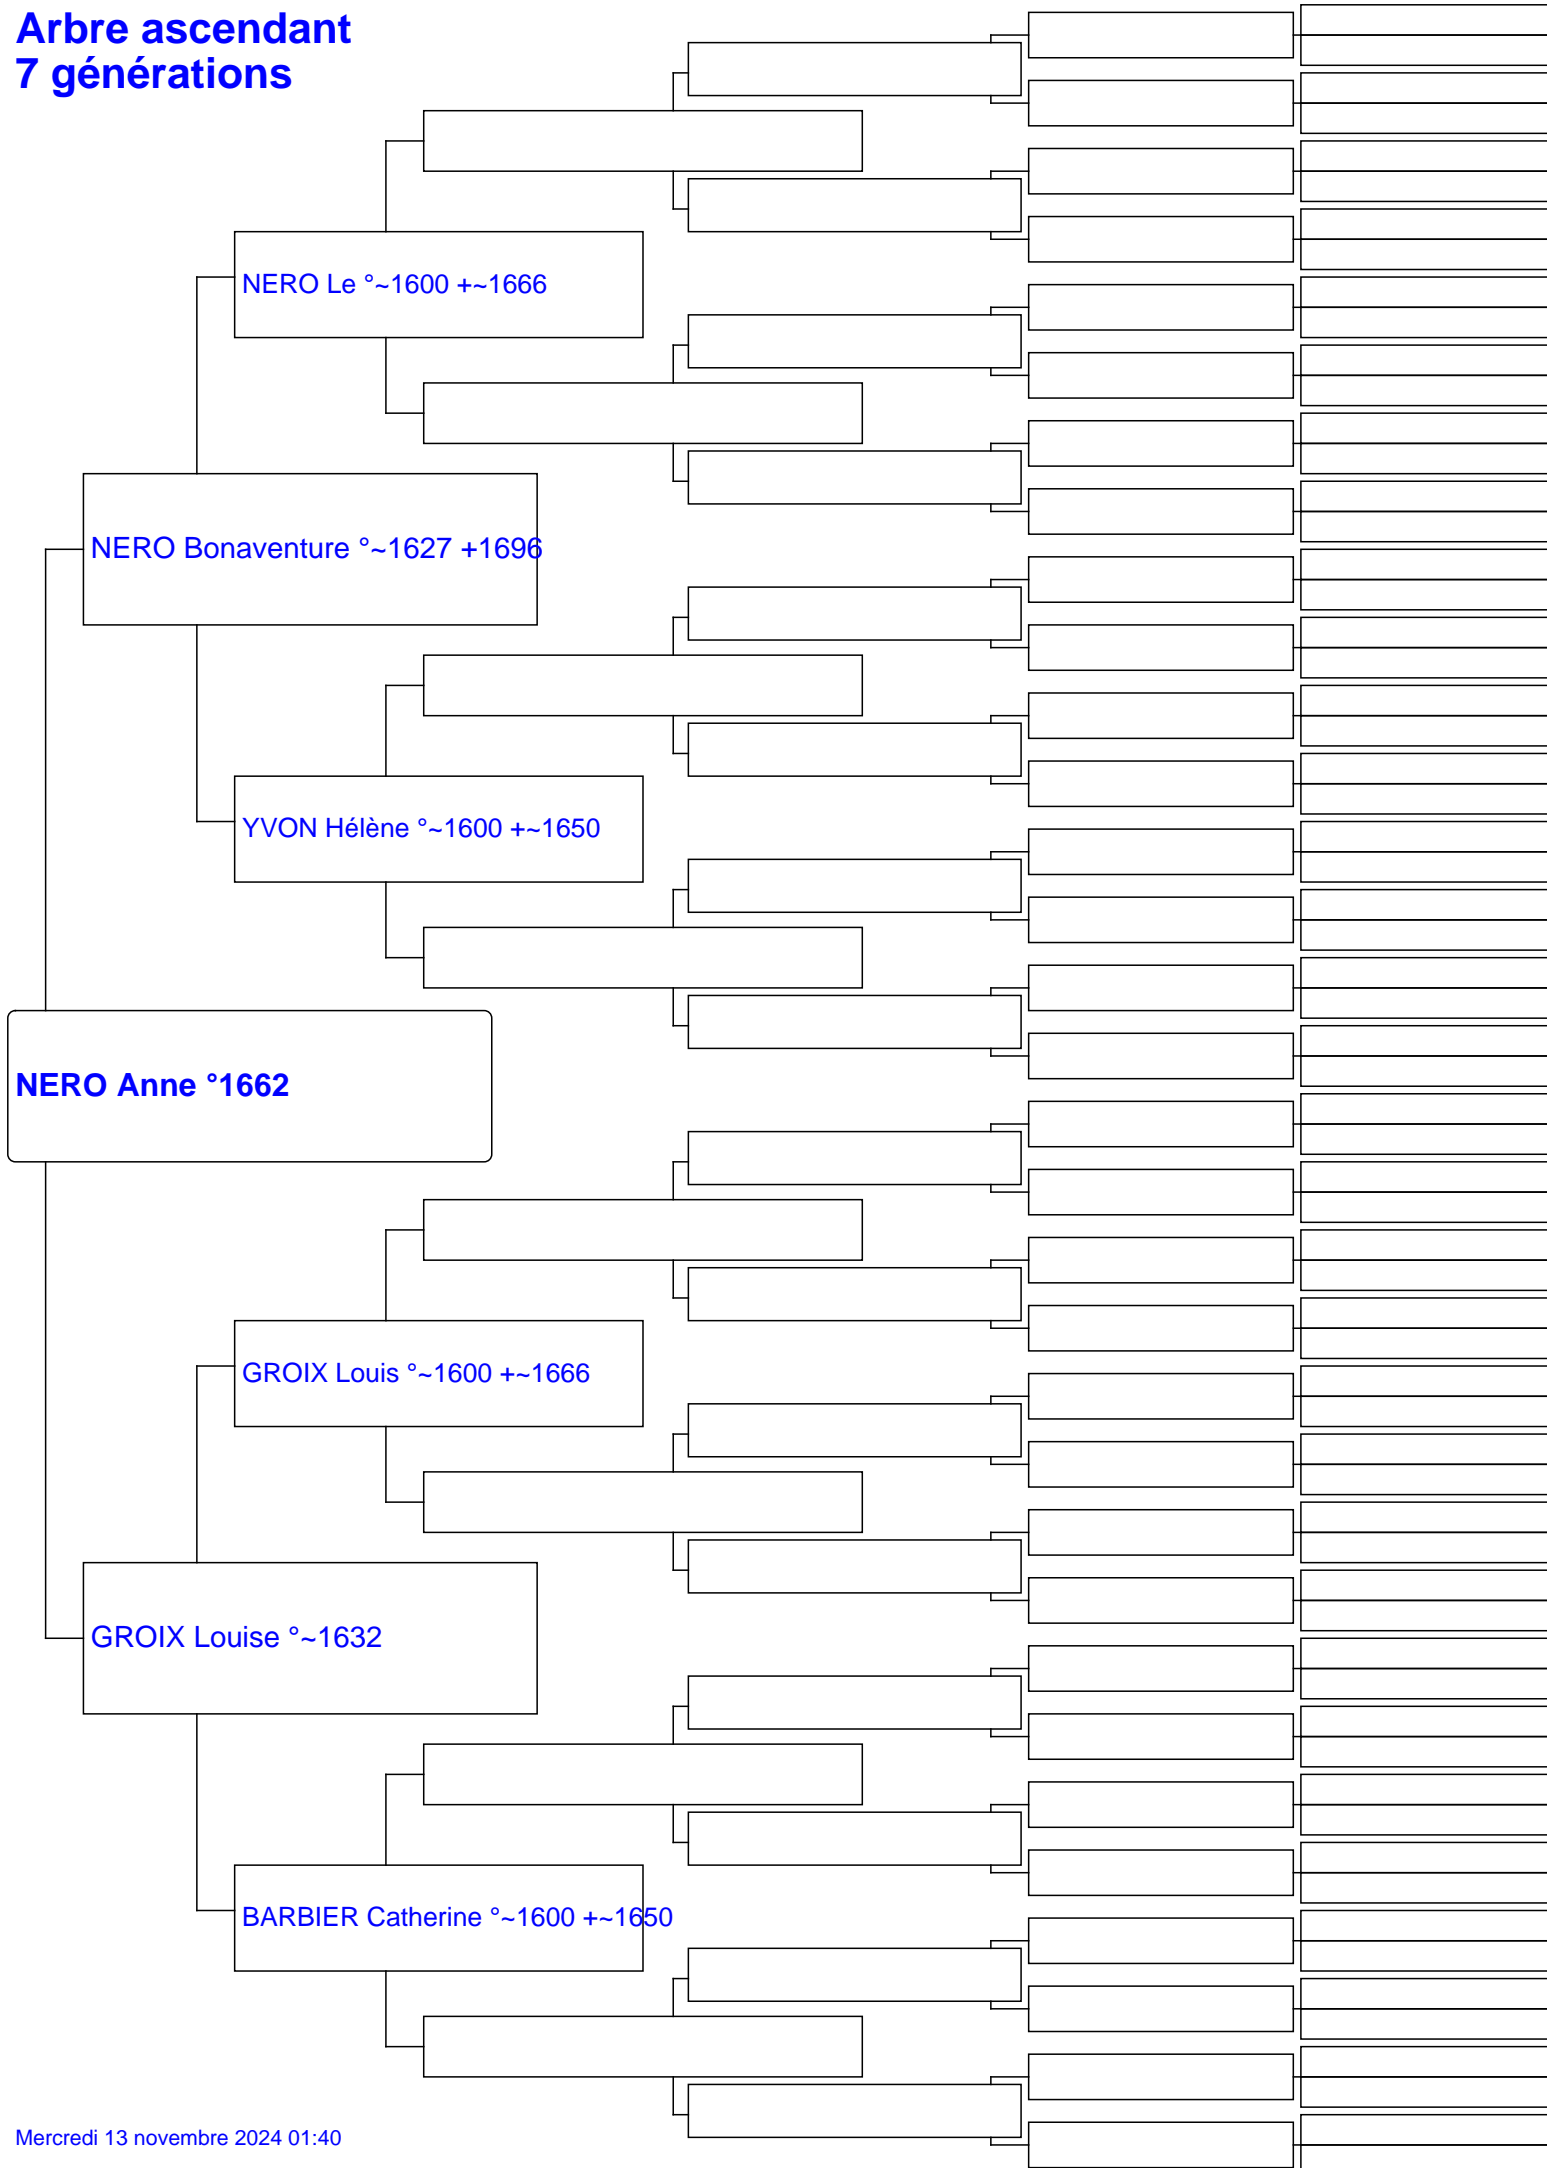 Arbre ascendant
7 générations
NERO Le °~1600 +~1666
NERO Bonaventure °~1627 +1696
YVON Hélène °~1600 +~1650
NERO Anne °1662
GROIX Louis °~1600 +~1666
GROIX Louise °~1632
BARBIER Catherine °~1600 +~1650
Mercredi 13 novembre 2024 01:40